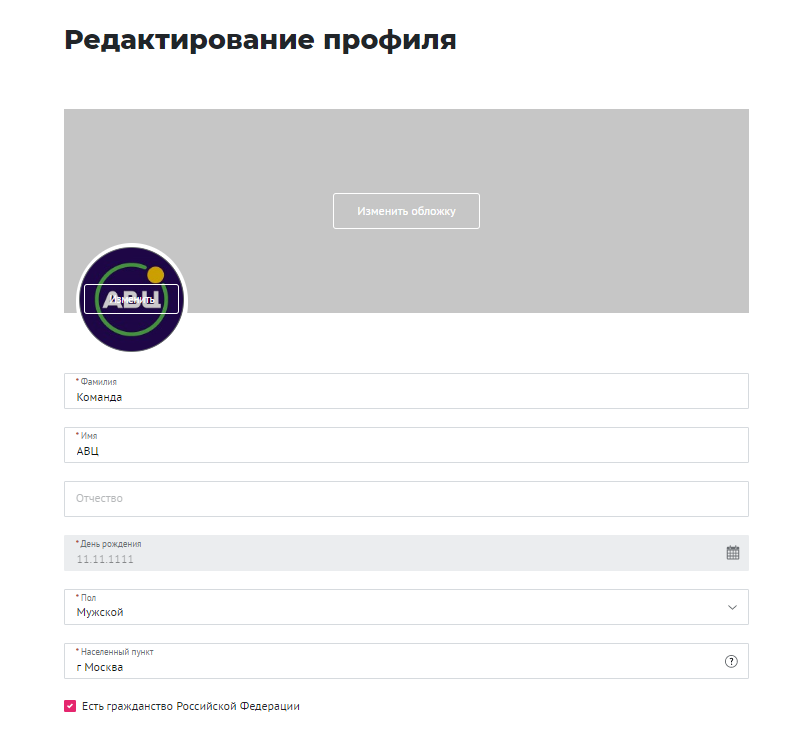 Редактирование профиля
Изменить обложку
АВЦ
Изменить
* Фамилия
Команда
* Имя
АВЦ
Отчество
* День рождения
11.11.1111
* Пол
Мужской
* Населенный пункт
г Москва
?
Есть гражданство Российской Федерации